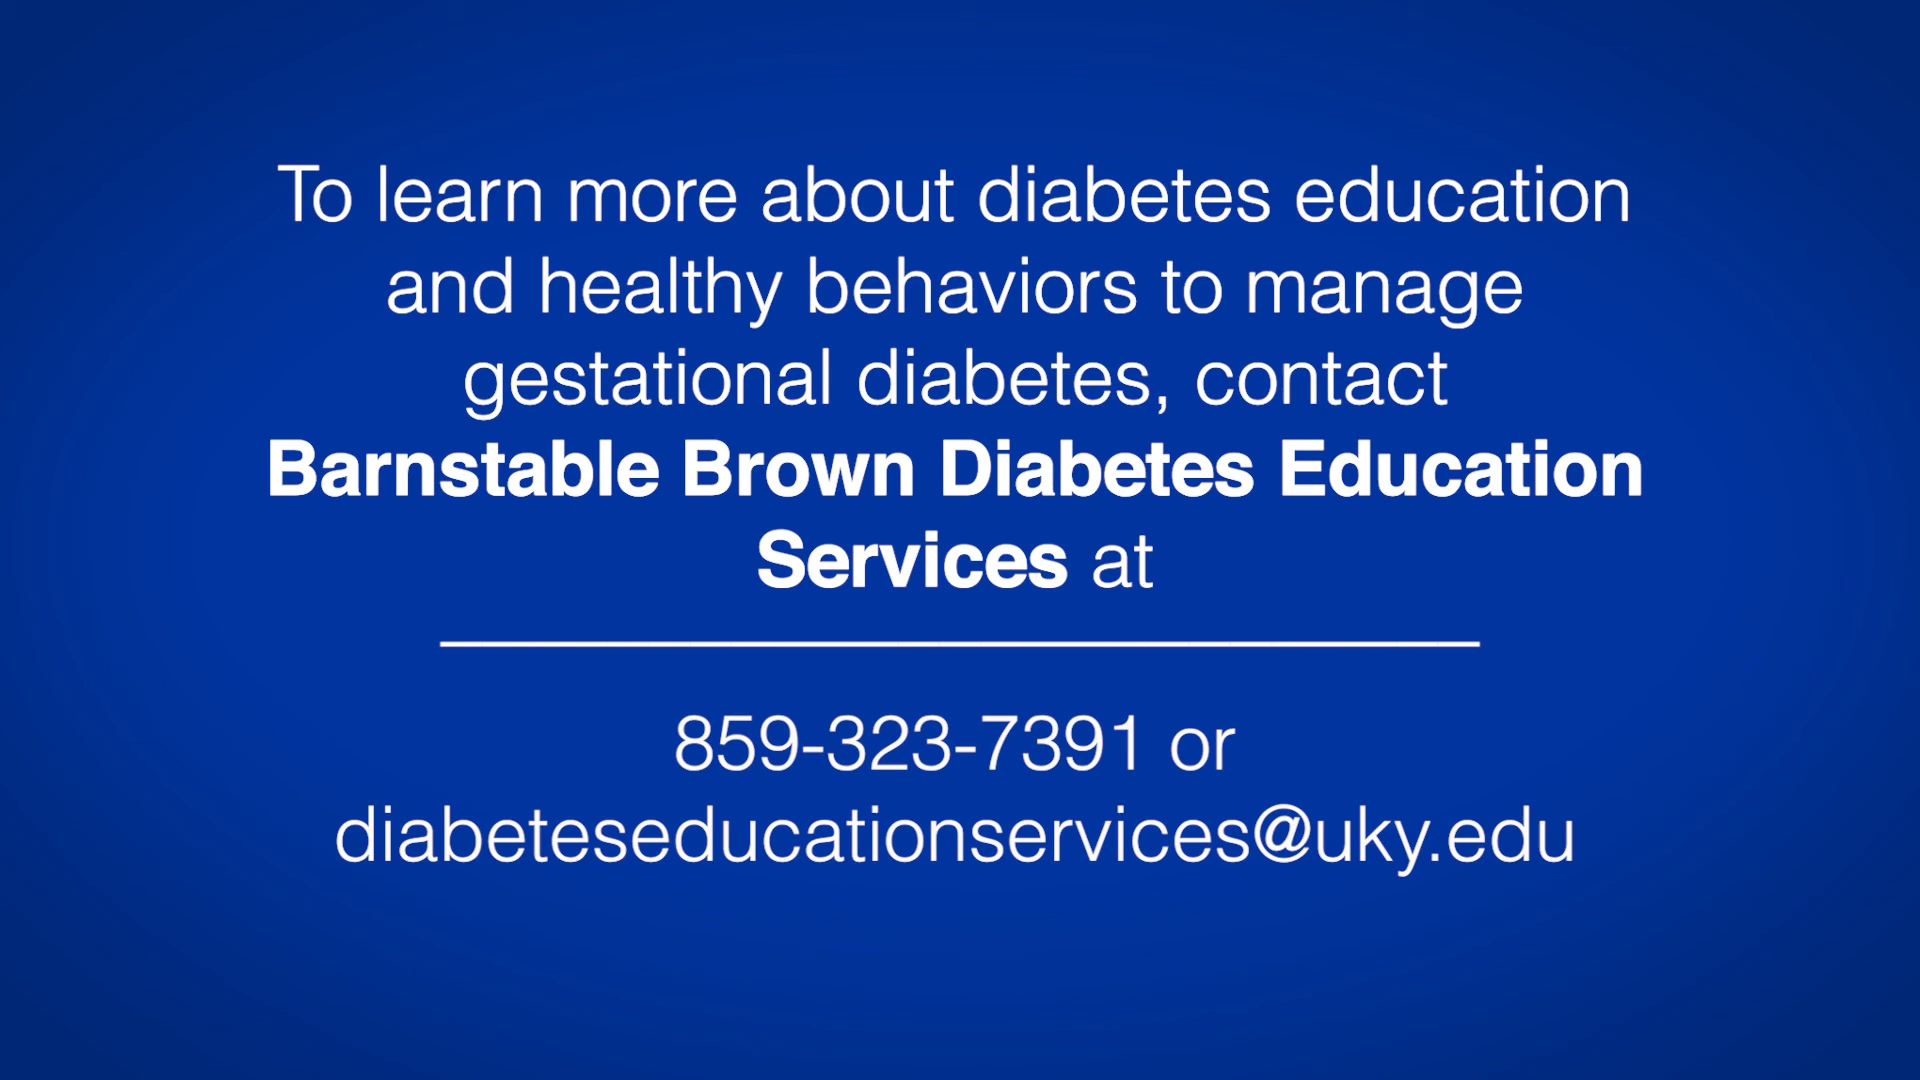 To learn more about diabetes education
and healthy behaviors to manage
gestational diabetes, contact
Barnstable Brown Diabetes Education
Services at
859-323-7391 or
diabeteseducationservices@uky.edu